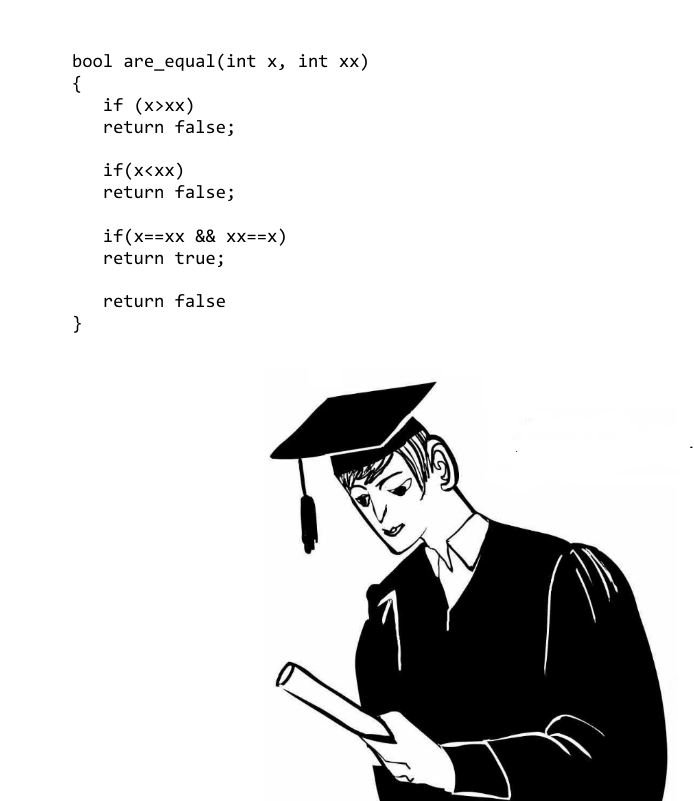 bool are_equal(int x, int xx)
{
if (x>xx)
return false;
if(x<xx)
return false;
if(x==xx && xx==x)
return true;
return false
}